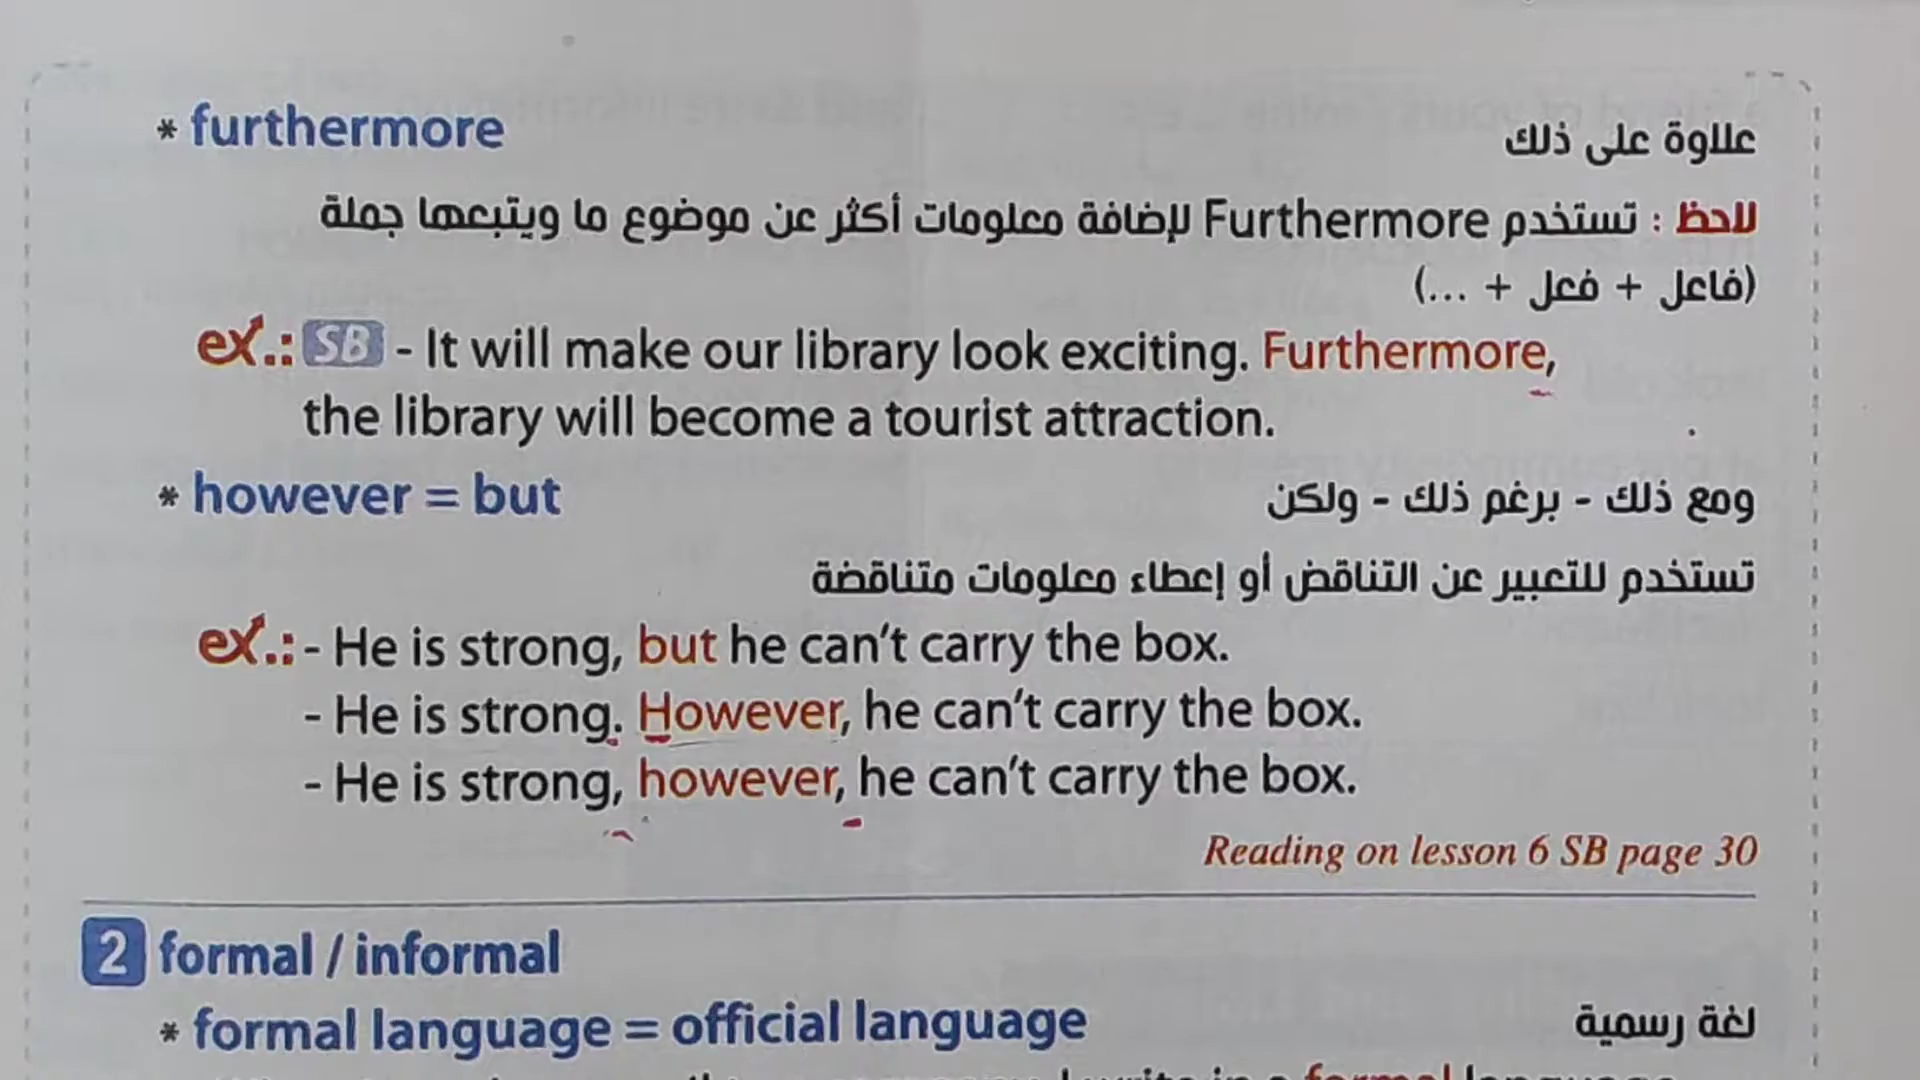 * furthermore علاوة على ذلك
لاحظ : تستخدم Furthermore لإضافة معلومات أكثر عن موضوع ما ويتبعها جملة
(فاعل + فعل + ...)
ex.: SB - It will make our library look exciting. Furthermore,
the library will become a tourist attraction.
* however = but ومع ذلك - برغم ذلك - ولكن
تستخدم للتعبير عن التناقض أو إعطاء معلومات متناقضة
ex.: - He is strong, but he can't carry the box.
- He is strong. However, he can't carry the box.
- He is strong, however, he can't carry the box.
Reading on lesson 6 SB page 30
2 formal / informal
* formal language = official language لغة رسمية
I write in a formal language